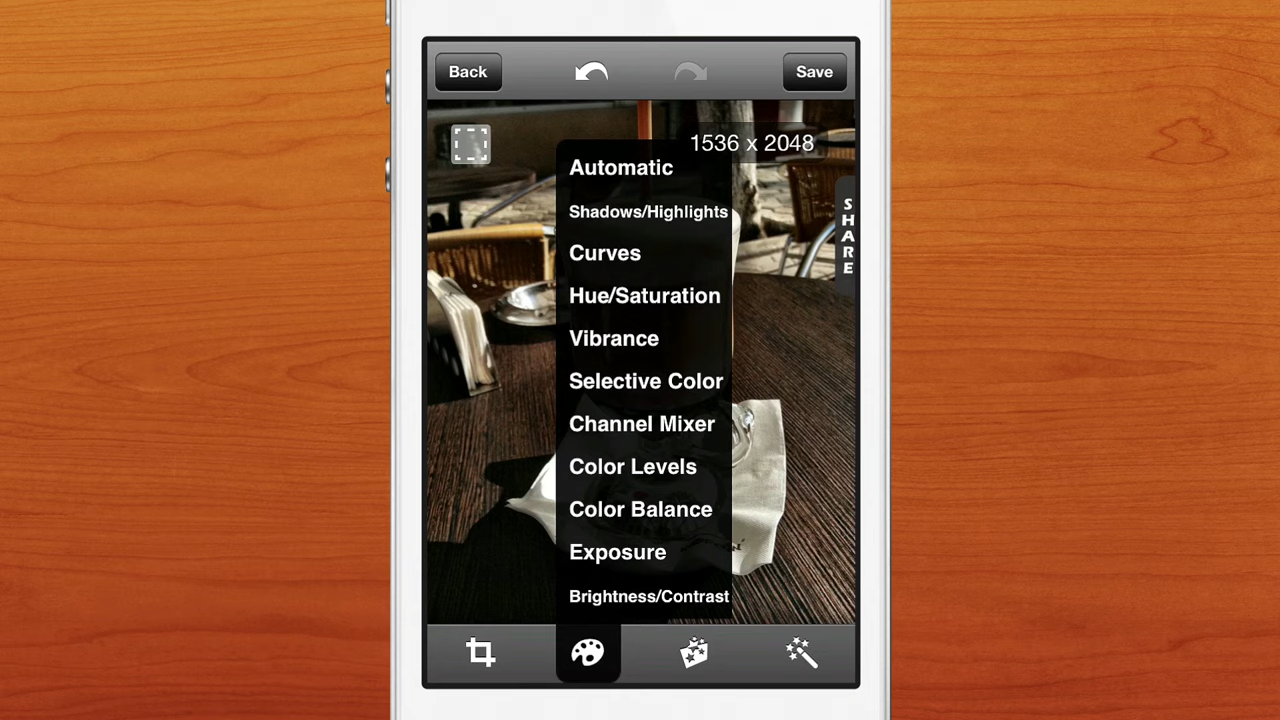 Back
Save
1536 x 2048
Automatic
Shadows/Highlights
Curves
Hue/Saturation
Vibrance
Selective Color
Channel Mixer
Color Levels
Color Balance
Exposure
Brightness/Contrast
SHARE